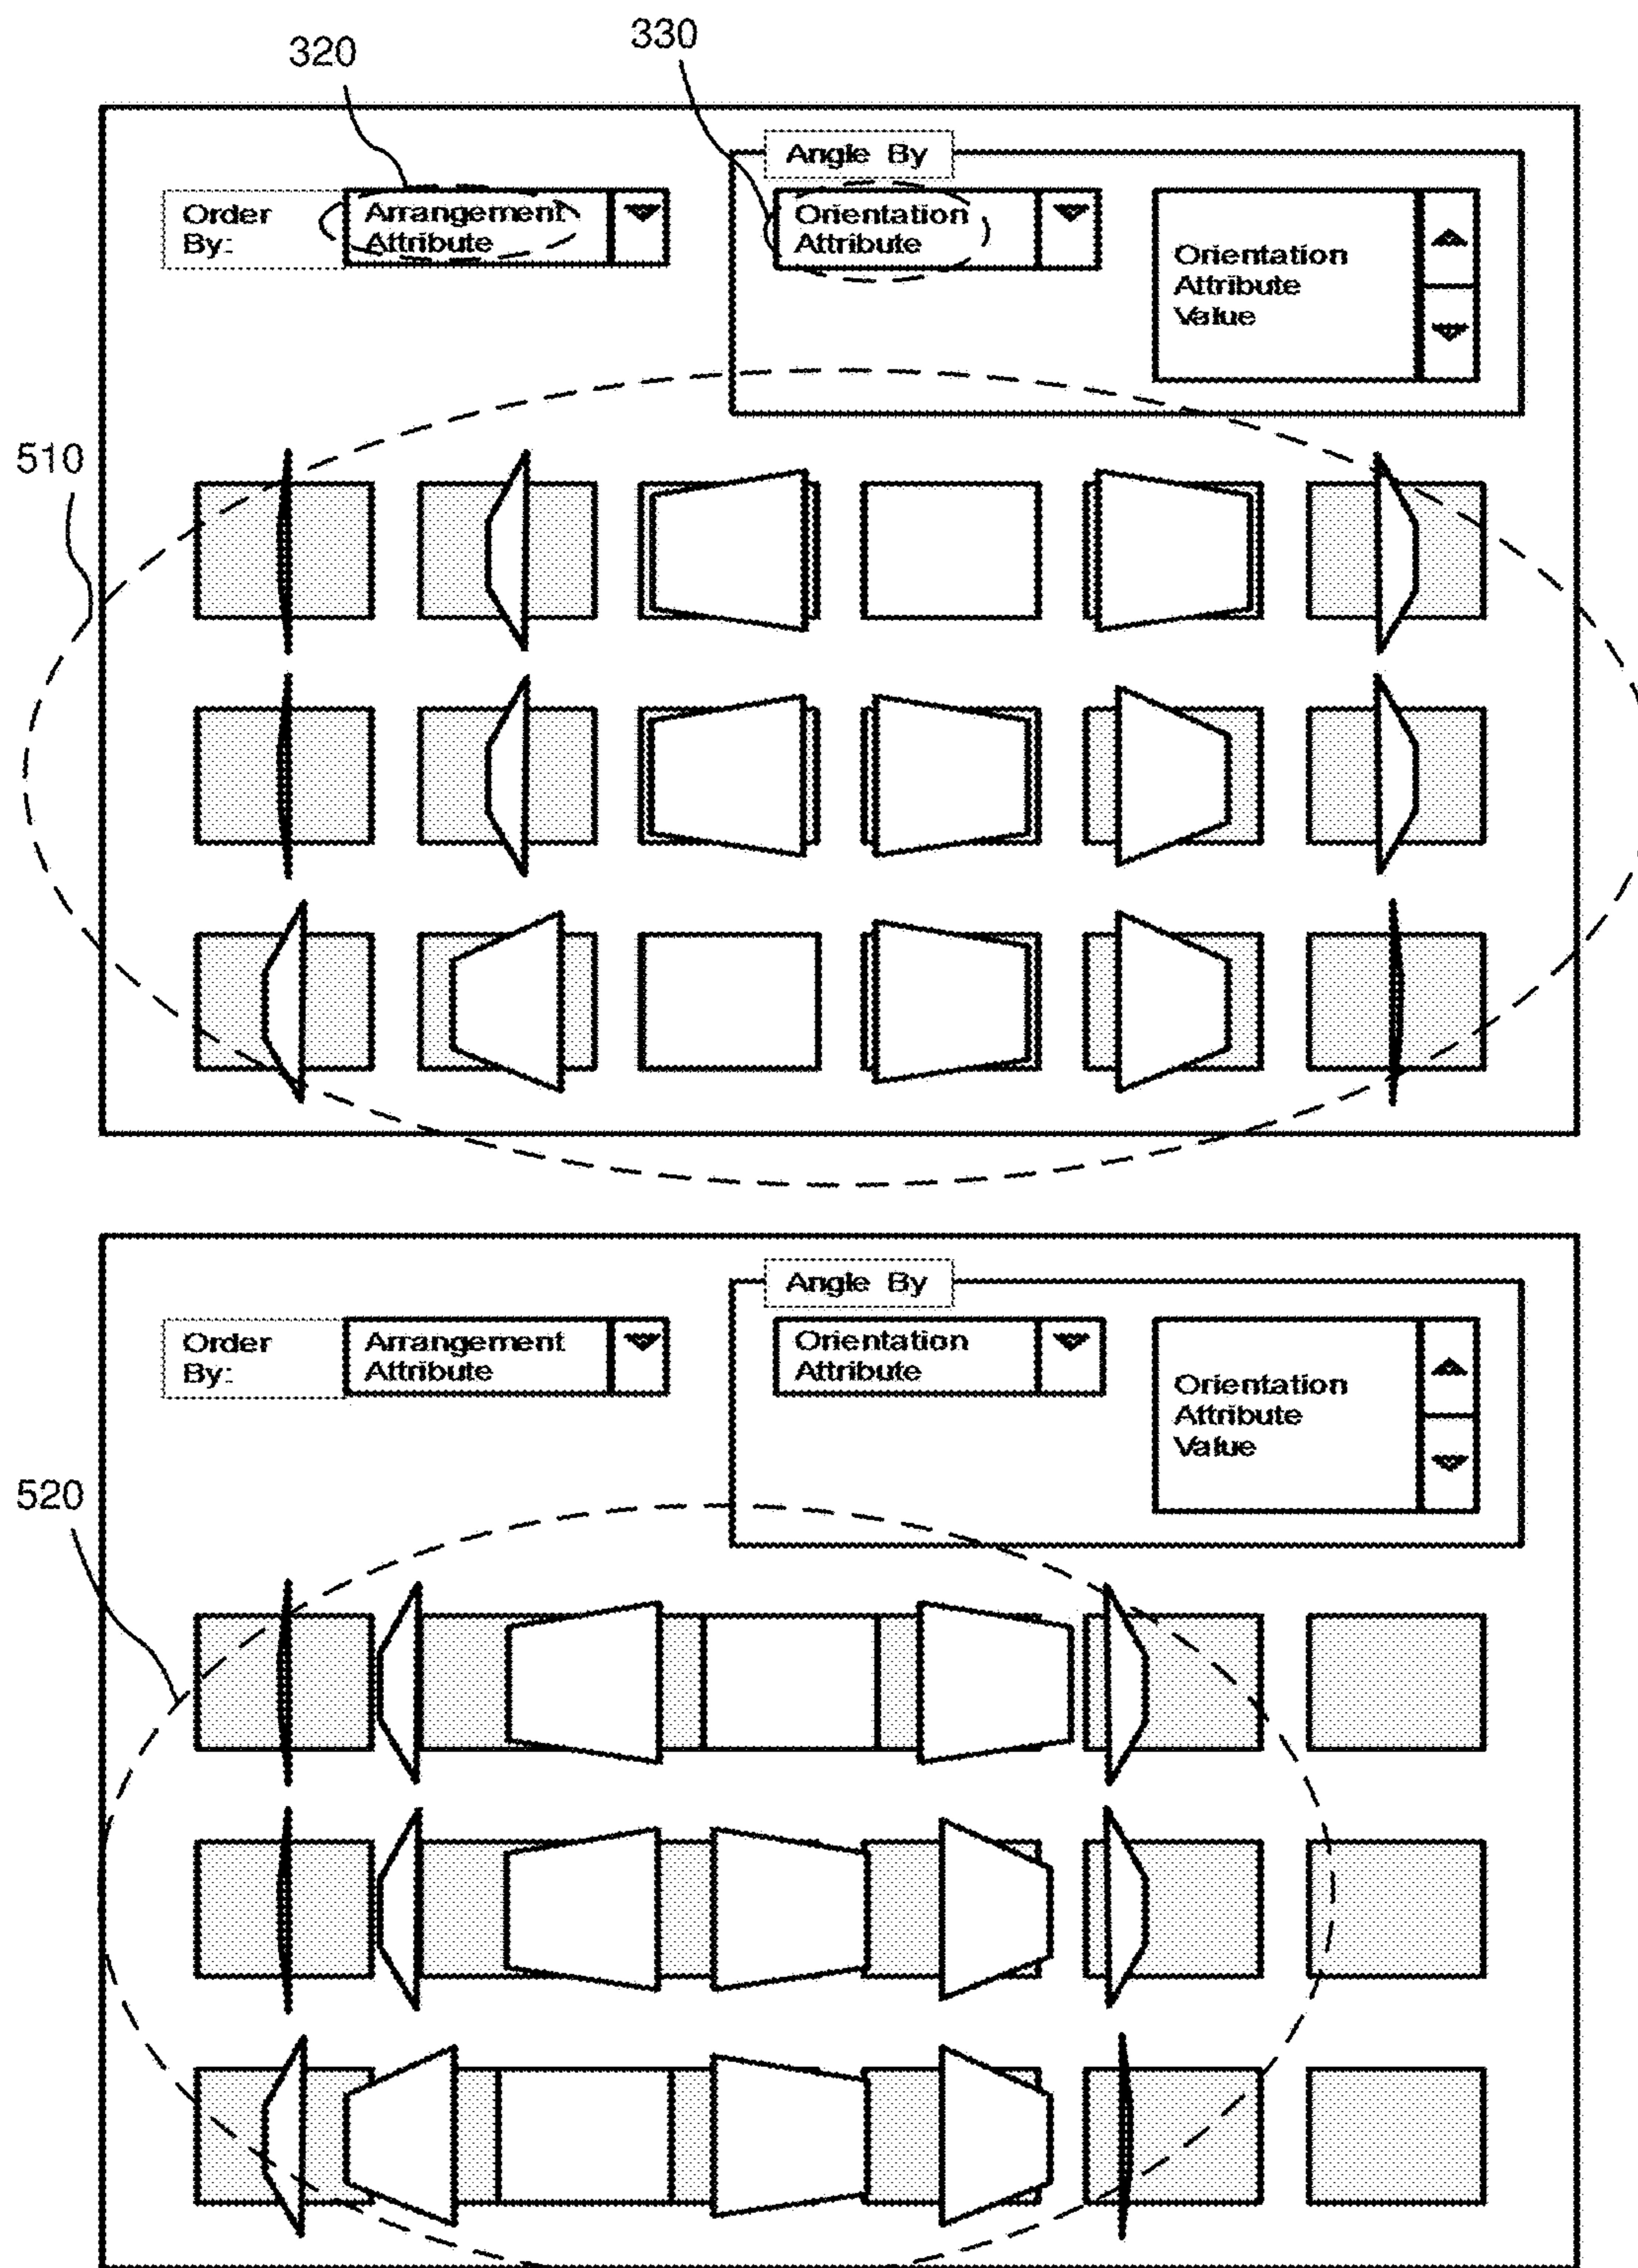 320
330
Angle By
Order
By:
Arrangement
Attribute
Orientation
Attribute
Orientation
Attribute
Value
510
Angle By
Order
By:
Arrangement
Attribute
Orientation
Attribute
Orientation
Attribute
Value
520